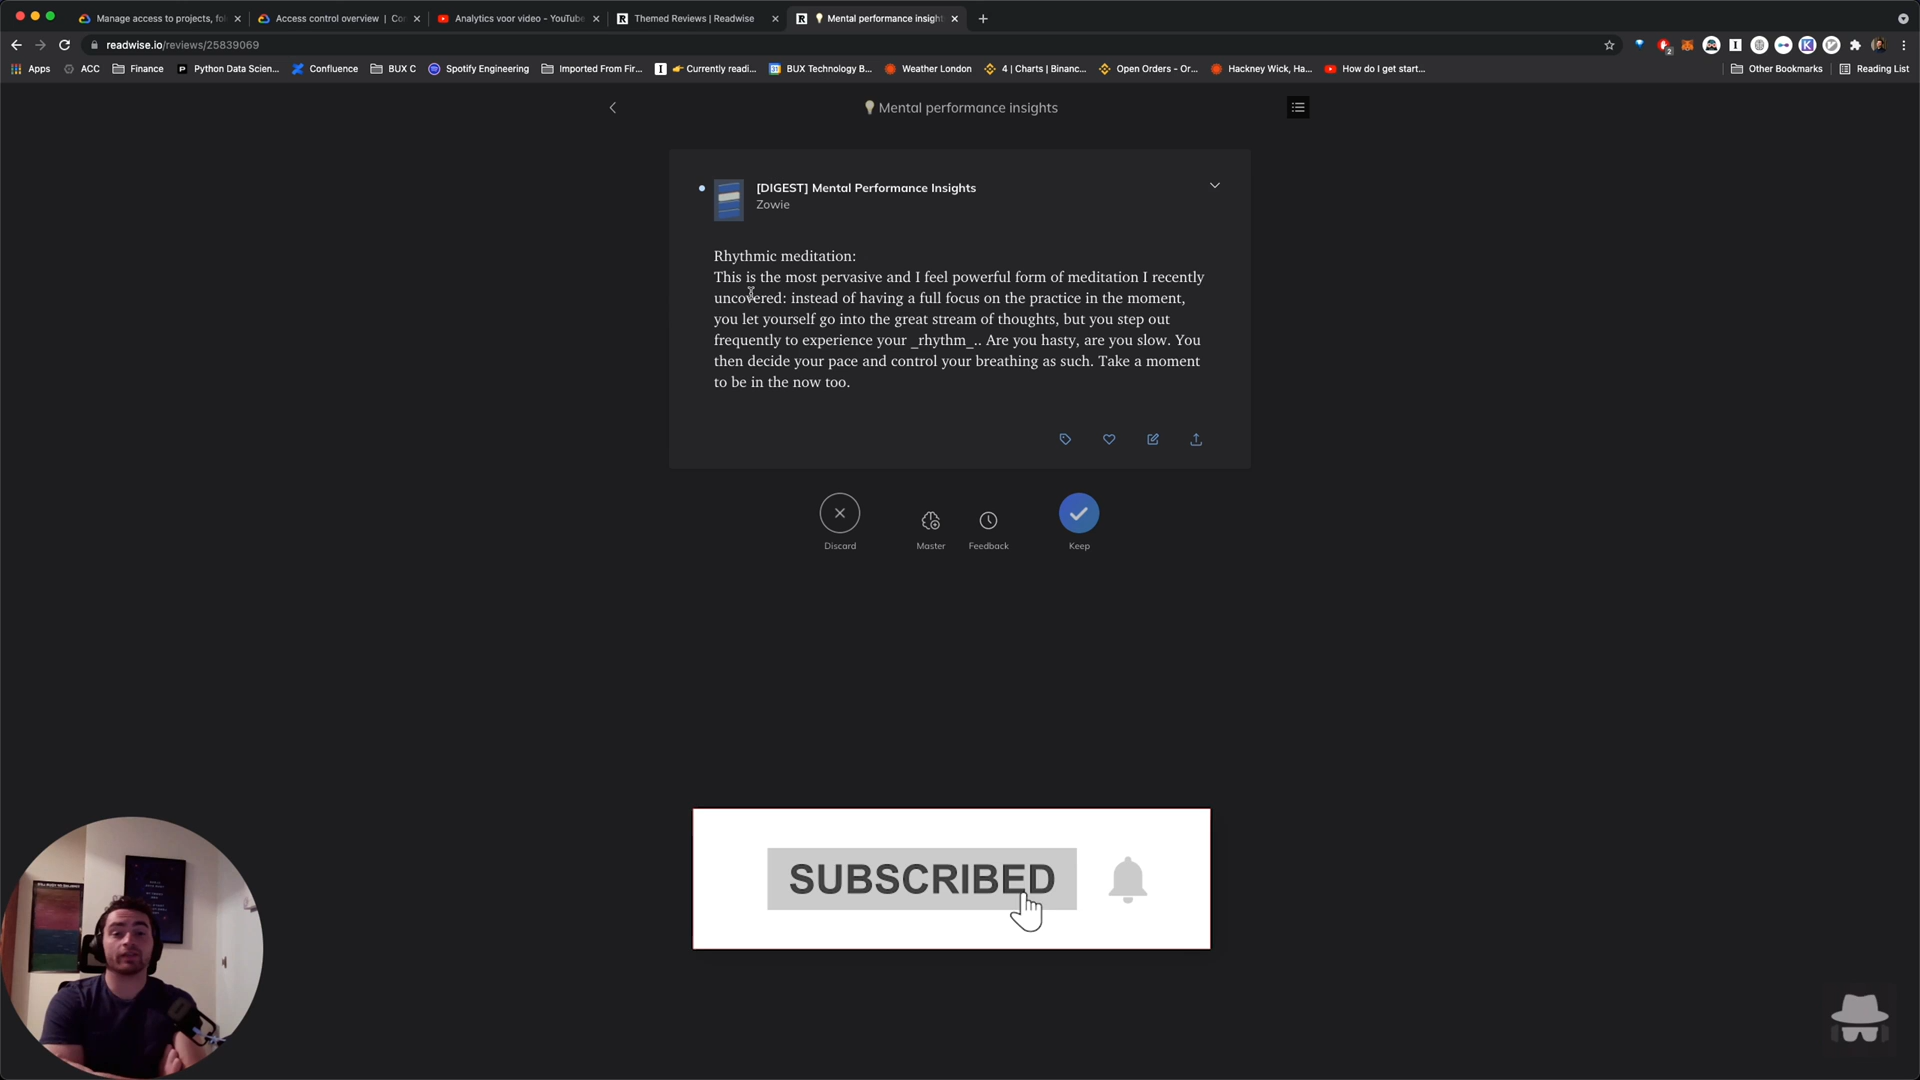 Manage access to projects, fol
Access control overview | Co
Analytics voor video - YouTube
Themed Reviews | Readwise
Mental performance insight
readwise.io/reviews/25839069
2
Apps
ACC
Finance
Python Data Scien...
Confluence
BUX C
Spotify Engineering
Imported From Fir...
Currently readi...
BUX Technology B...
Weather London
4 | Charts | Binanc...
Open Orders - Or...
Hackney Wick, Ha...
How do I get start...
Other Bookmarks
Reading List
Mental performance insights
[DIGEST] Mental Performance Insights
Zowie
Rhythmic meditation:
This is the most pervasive and I feel powerful form of meditation I recently
uncovered: instead of having a full focus on the practice in the moment,
you let yourself go into the great stream of thoughts, but you step out
frequently to experience your _rhythm_.. Are you hasty, are you slow. You
then decide your pace and control your breathing as such. Take a moment
to be in the now too.
Discard
Master
Feedback
Keep
SUBSCRIBED